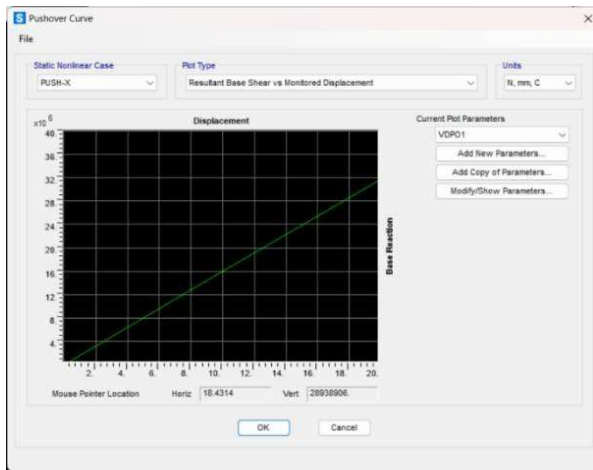 S Pushover Curve
File
Static Nonlinear Case
PUSH-X
Plot Type
Resultant Base Shear vs Monitored Displacement
Units
N, mm, C
x10 6
Displacement
40.
36.
32.
28.
24.
20.
16.
12.
8.
4.
2. 4. 6. 8. 10. 12. 14. 16. 18. 20.
Base Reaction
Mouse Pointer Location Horiz 18.4314 Vert 28938906.
Current Plot Parameters
VDPO1
Add New Parameters...
Add Copy of Parameters...
Modify/Show Parameters...
OK Cancel